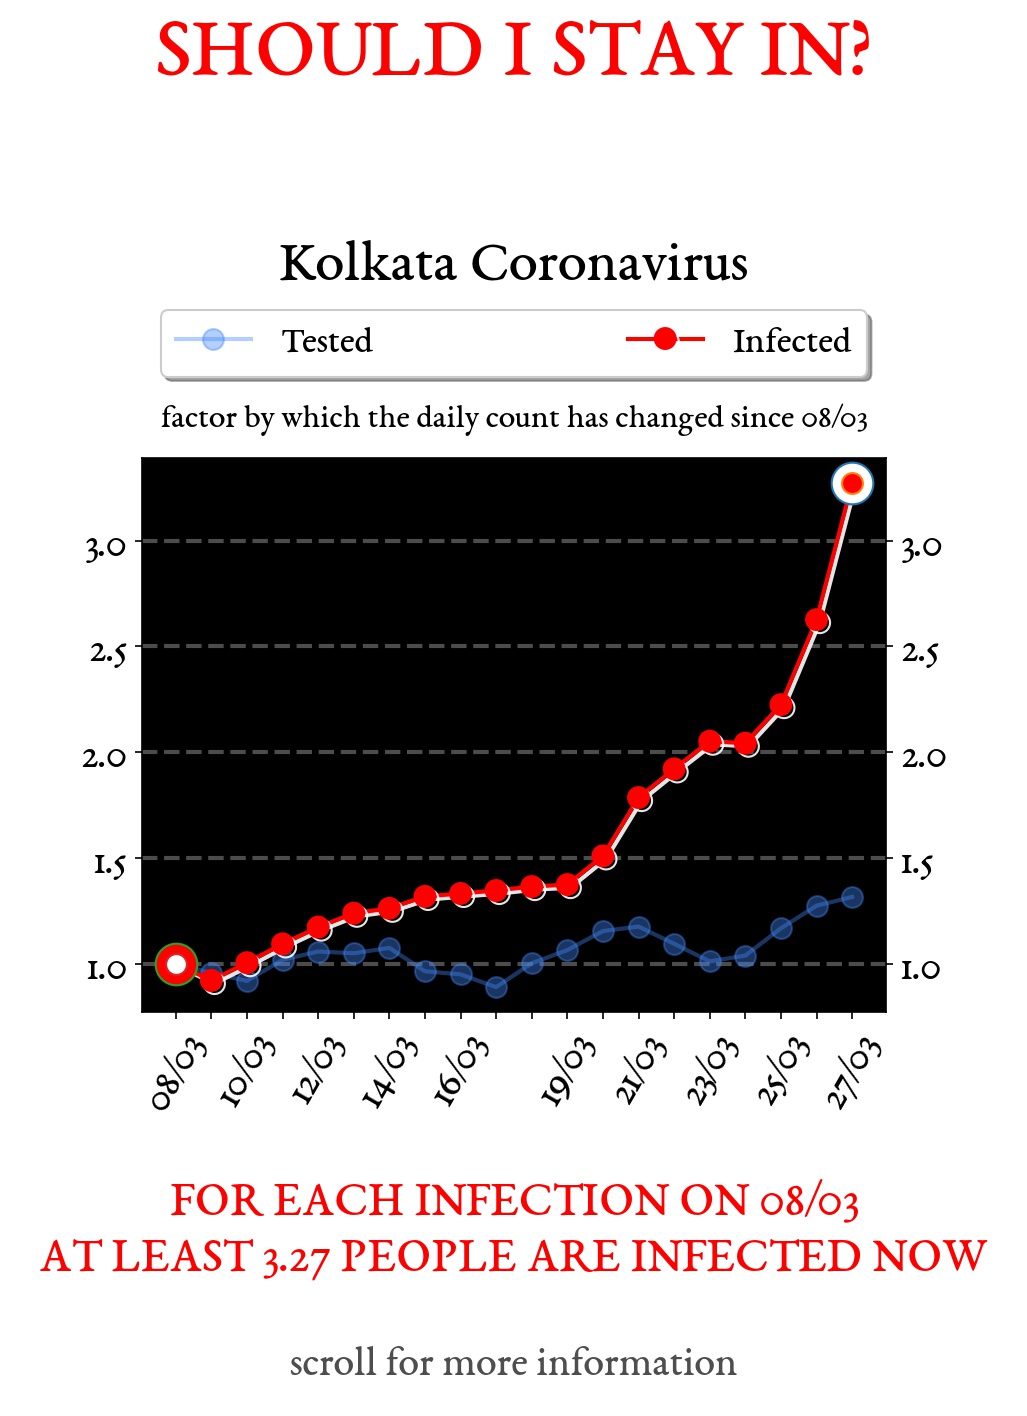 SHOULD I STAY IN?
Kolkata Coronavirus
Tested Infected
factor by which the daily count has changed since 08/03
3.0 3.0
2.5 2.5
2.0 2.0
1.5 1.5
1.0 1.0
08/03 10/03 12/03 14/03 16/03 19/03 21/03 23/03 25/03 27/03
FOR EACH INFECTION ON 08/03
AT LEAST 3.27 PEOPLE ARE INFECTED NOW
scroll for more information